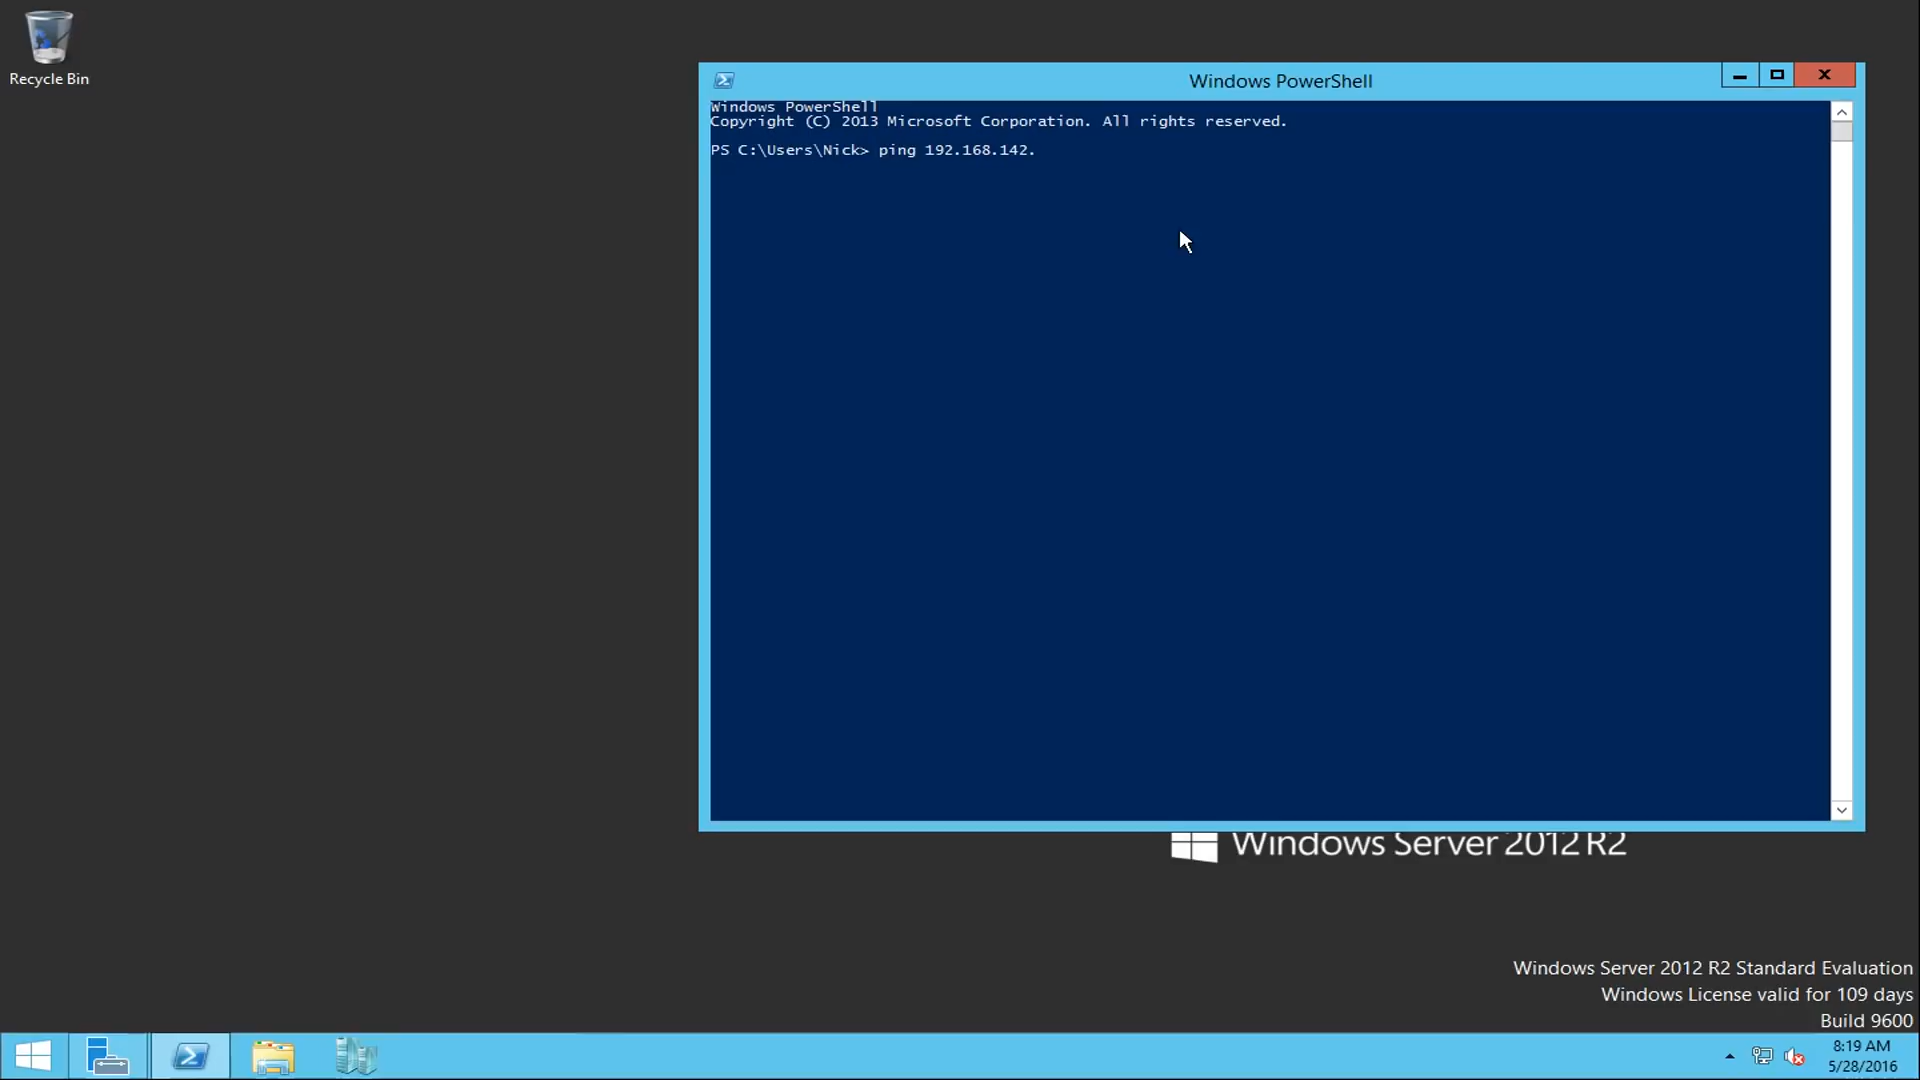 Recycle Bin
Windows PowerShell
Windows PowerShell
Copyright (C) 2013 Microsoft Corporation. All rights reserved.
PS C:\Users\Nick> ping 192.168.142.
Windows Server 2012 R2
Windows Server 2012 R2 Standard Evaluation
Windows License valid for 109 days
Build 9600
8:19 AM
5/28/2016